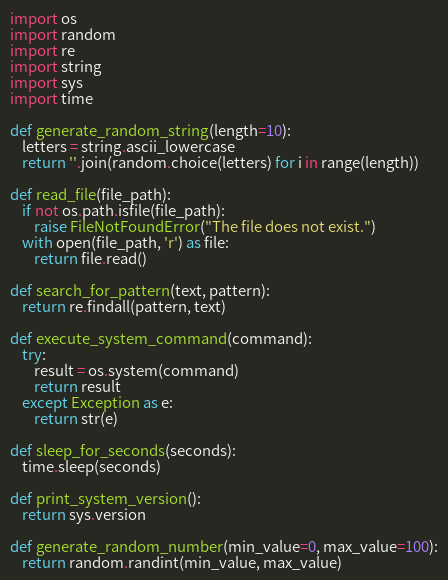 import os
import random
import re
import string
import sys
import time

def generate_random_string(length=10):
    letters = string.ascii_lowercase
    return ''.join(random.choice(letters) for i in range(length))

def read_file(file_path):
    if not os.path.isfile(file_path):
        raise FileNotFoundError("The file does not exist.")
    with open(file_path, 'r') as file:
        return file.read()

def search_for_pattern(text, pattern):
    return re.findall(pattern, text)

def execute_system_command(command):
    try:
        result = os.system(command)
        return result
    except Exception as e:
        return str(e)

def sleep_for_seconds(seconds):
    time.sleep(seconds)

def print_system_version():
    return sys.version

def generate_random_number(min_value=0, max_value=100):
    return random.randint(min_value, max_value)